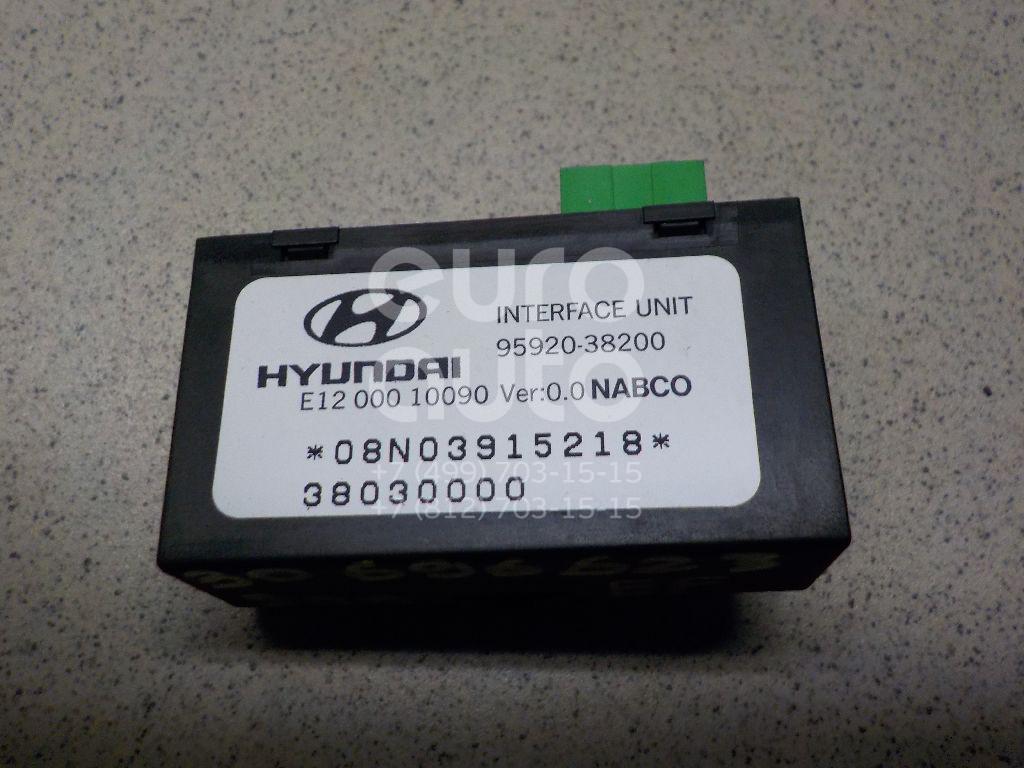 INTERFACE UNIT
95920-38200
HYUNDAI
E12 000 10090 Ver:0.0 NABCO
*08N03915218*
38030000
euro
auto
+7 (499) 703-15-15
+7 (812) 703-15-15